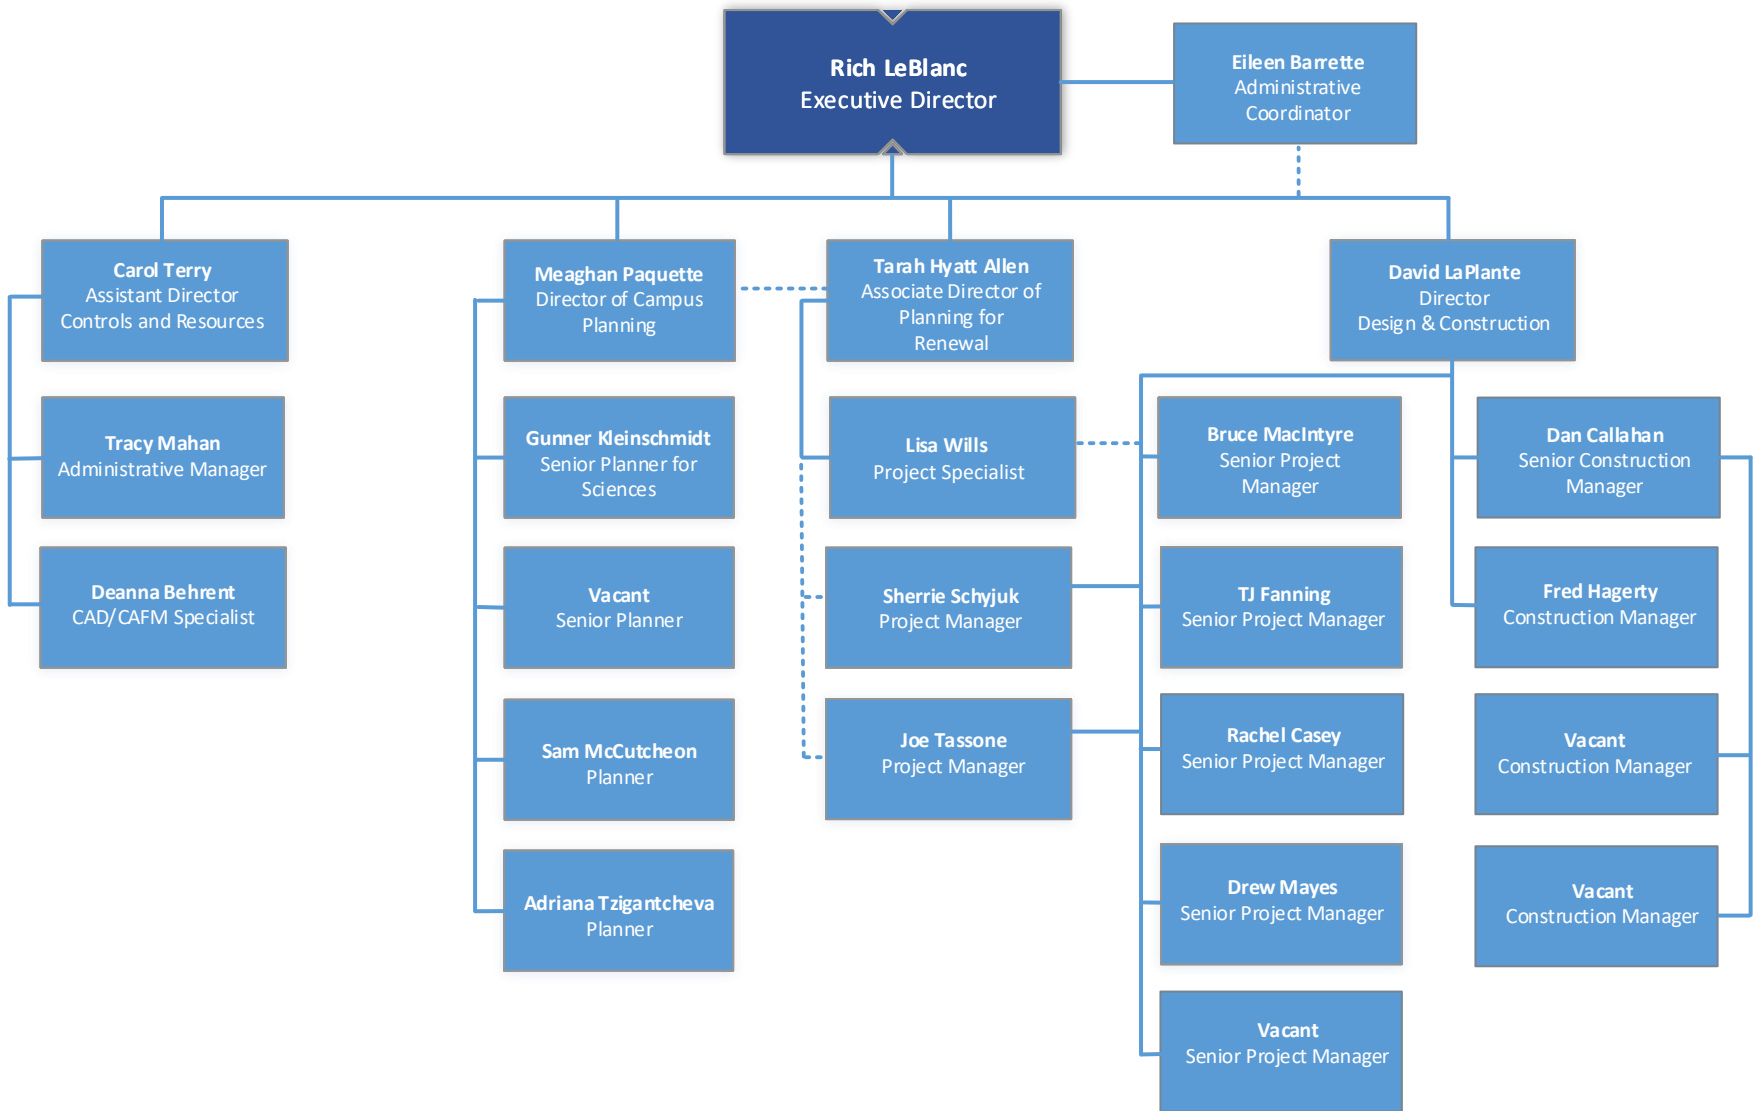 Rich LeBlanc
Executive Director
Eileen Barrette
Administrative
Coordinator
Carol Terry
Assistant Director
Controls and Resources
Meaghan Paquette
Director of Campus
Planning
Tarah Hyatt Allen
Associate Director of
Planning for
Renewal
David LaPlante
Director
Design & Construction
Tracy Mahan
Administrative Manager
Gunner Kleinschmidt
Senior Planner for
Sciences
Lisa Wills
Project Specialist
Bruce MacIntyre
Senior Project
Manager
Dan Callahan
Senior Construction
Manager
Deanna Behrent
CAD/CAFM Specialist
Vacant
Senior Planner
Sherrie Schyjuk
Project Manager
TJ Fanning
Senior Project Manager
Fred Hagerty
Construction Manager
Sam McCutcheon
Planner
Joe Tassone
Project Manager
Rachel Casey
Senior Project Manager
Vacant
Construction Manager
Adriana Tzigantcheva
Planner
Drew Mayes
Senior Project Manager
Vacant
Construction Manager
Vacant
Senior Project Manager